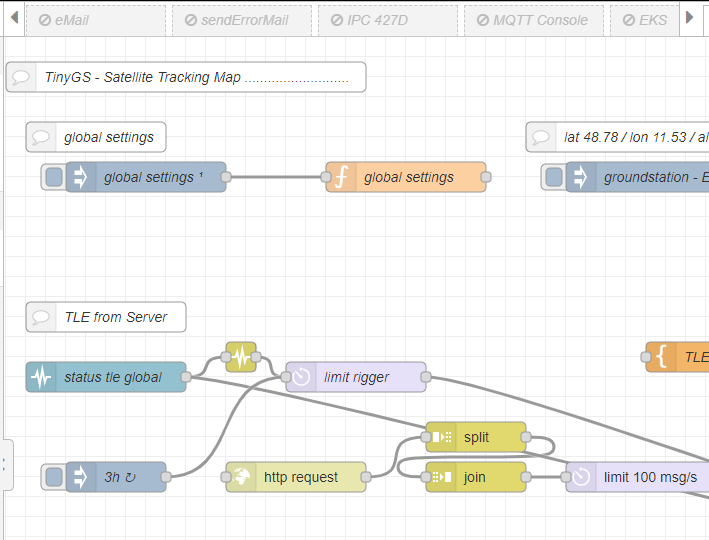 eMail
sendErrorMail
IPC 427D
MQTT Console
EKS
TinyGS - Satellite Tracking Map ............................
global settings
lat 48.78 / lon 11.53 / al
global settings ¹
global settings
groundstation - E
TLE from Server
TLE
status tle global
limit rigger
split
3h ↻
http request
join
limit 100 msg/s